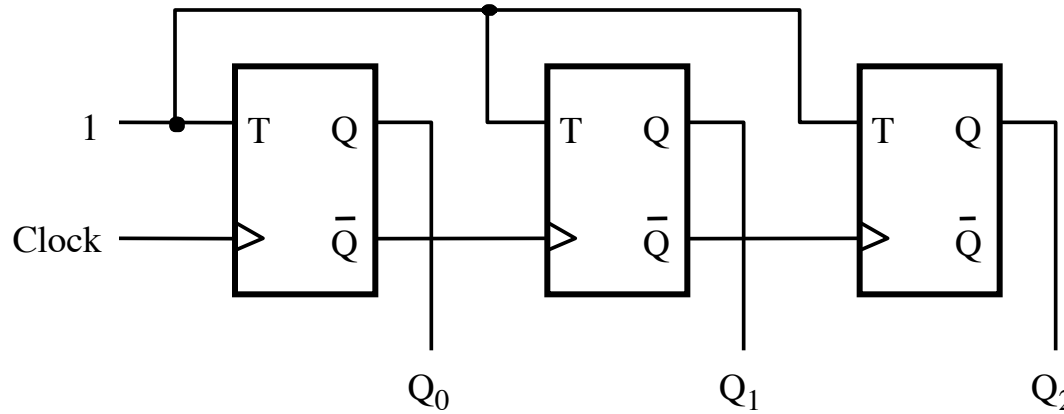 1 T Q T Q T Q
Clock Q̅ Q̅ Q̅
Q₀ Q₁ Q₂